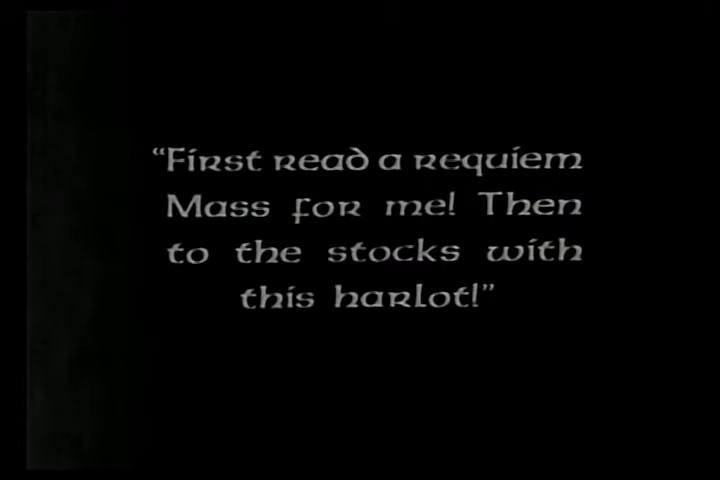 “First read a requiem
Mass for me! Then
to the stocks with
this harlot!”